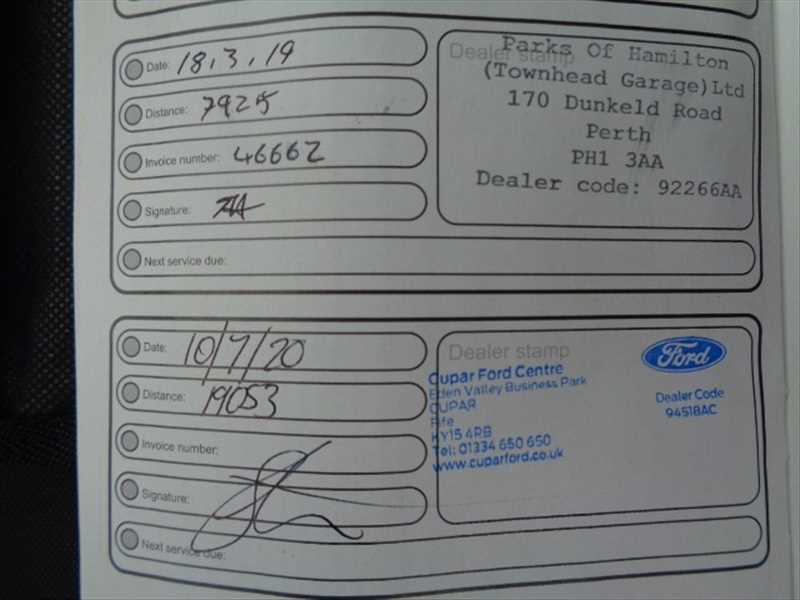 Date: 18.3.19
Distance: 7925
Invoice number: 46662
Signature:
Next service due:
Dealer stamp
Parks Of Hamilton
(Townhead Garage)Ltd
170 Dunkeld Road
Perth
PH1 3AA
Dealer code: 92266AA
Date: 10/7/20
Distance: 19053
Invoice number:
Signature:
Next service due:
Dealer stamp
Cupar Ford Centre
Eden Valley Business Park
CUPAR
Fife
KY15 4RB
Tel: 01334 650 650
www.cuparford.co.uk
Ford
Dealer Code
94518AC